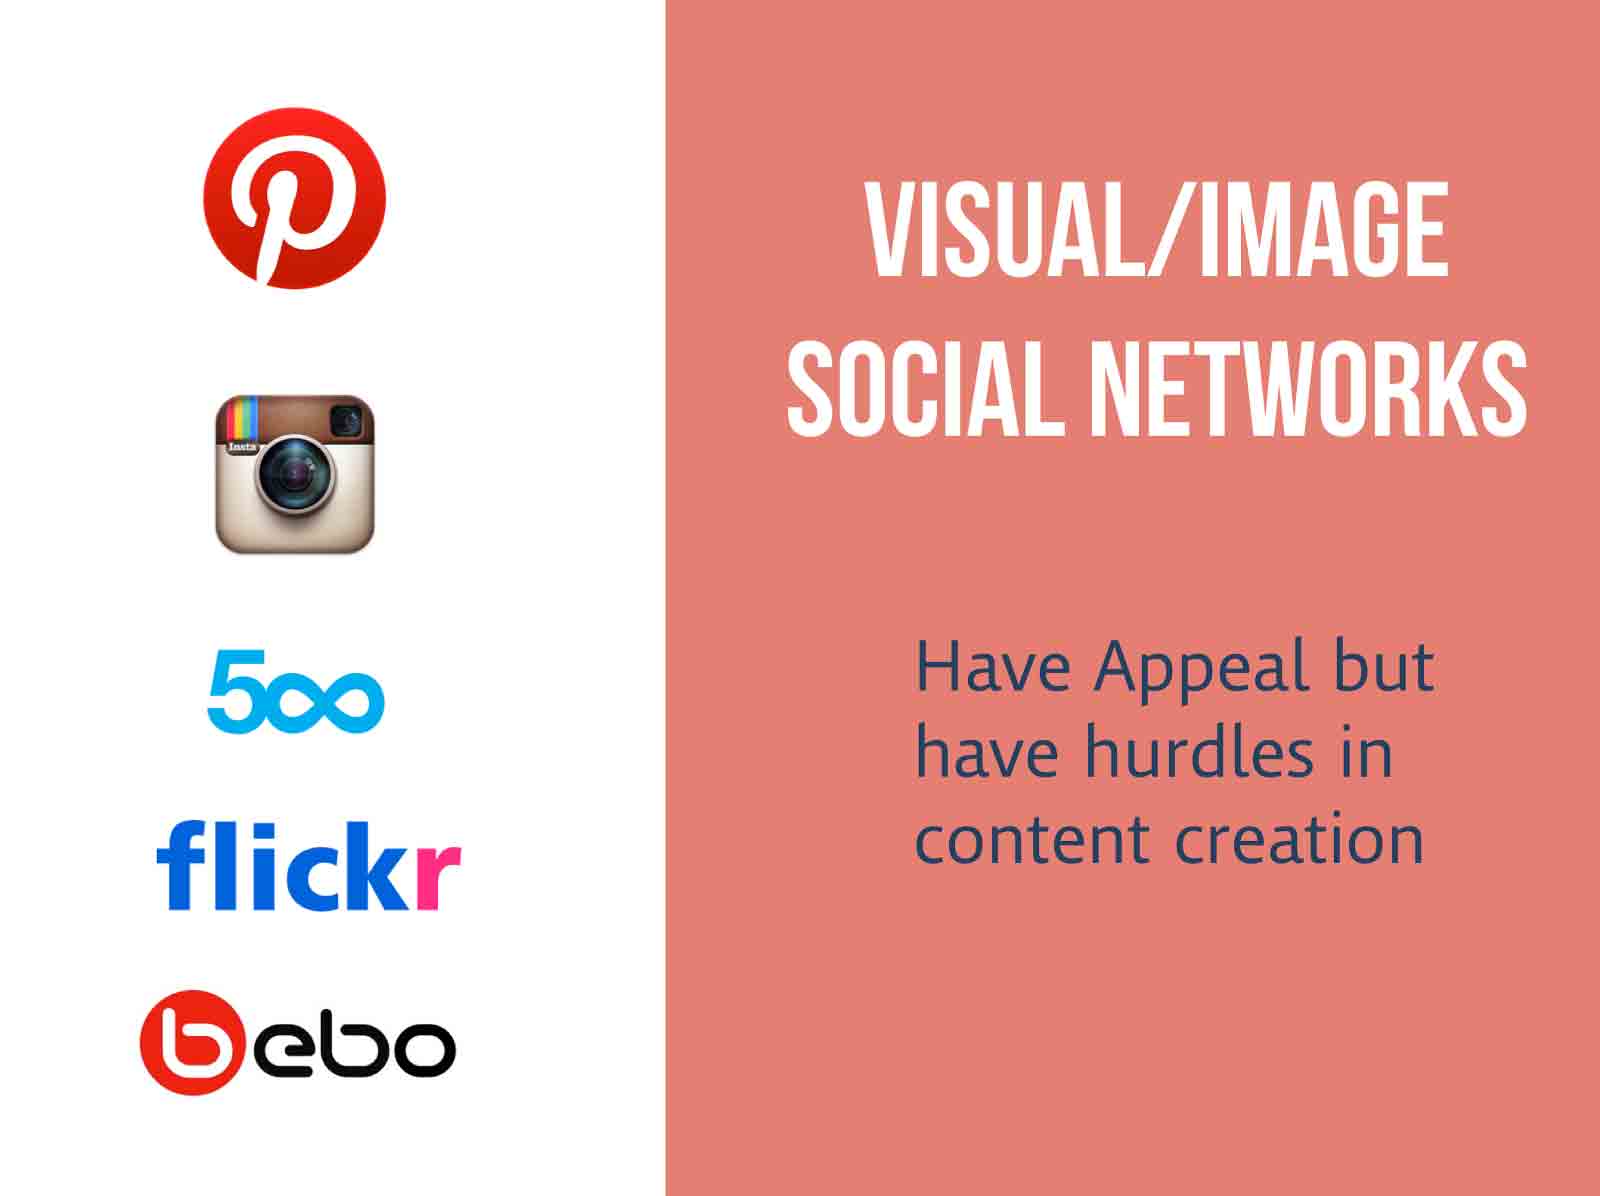 VISUAL/IMAGE
SOCIAL NETWORKS
Have Appeal but
have hurdles in
content creation
Insta
500
flickr
bebo